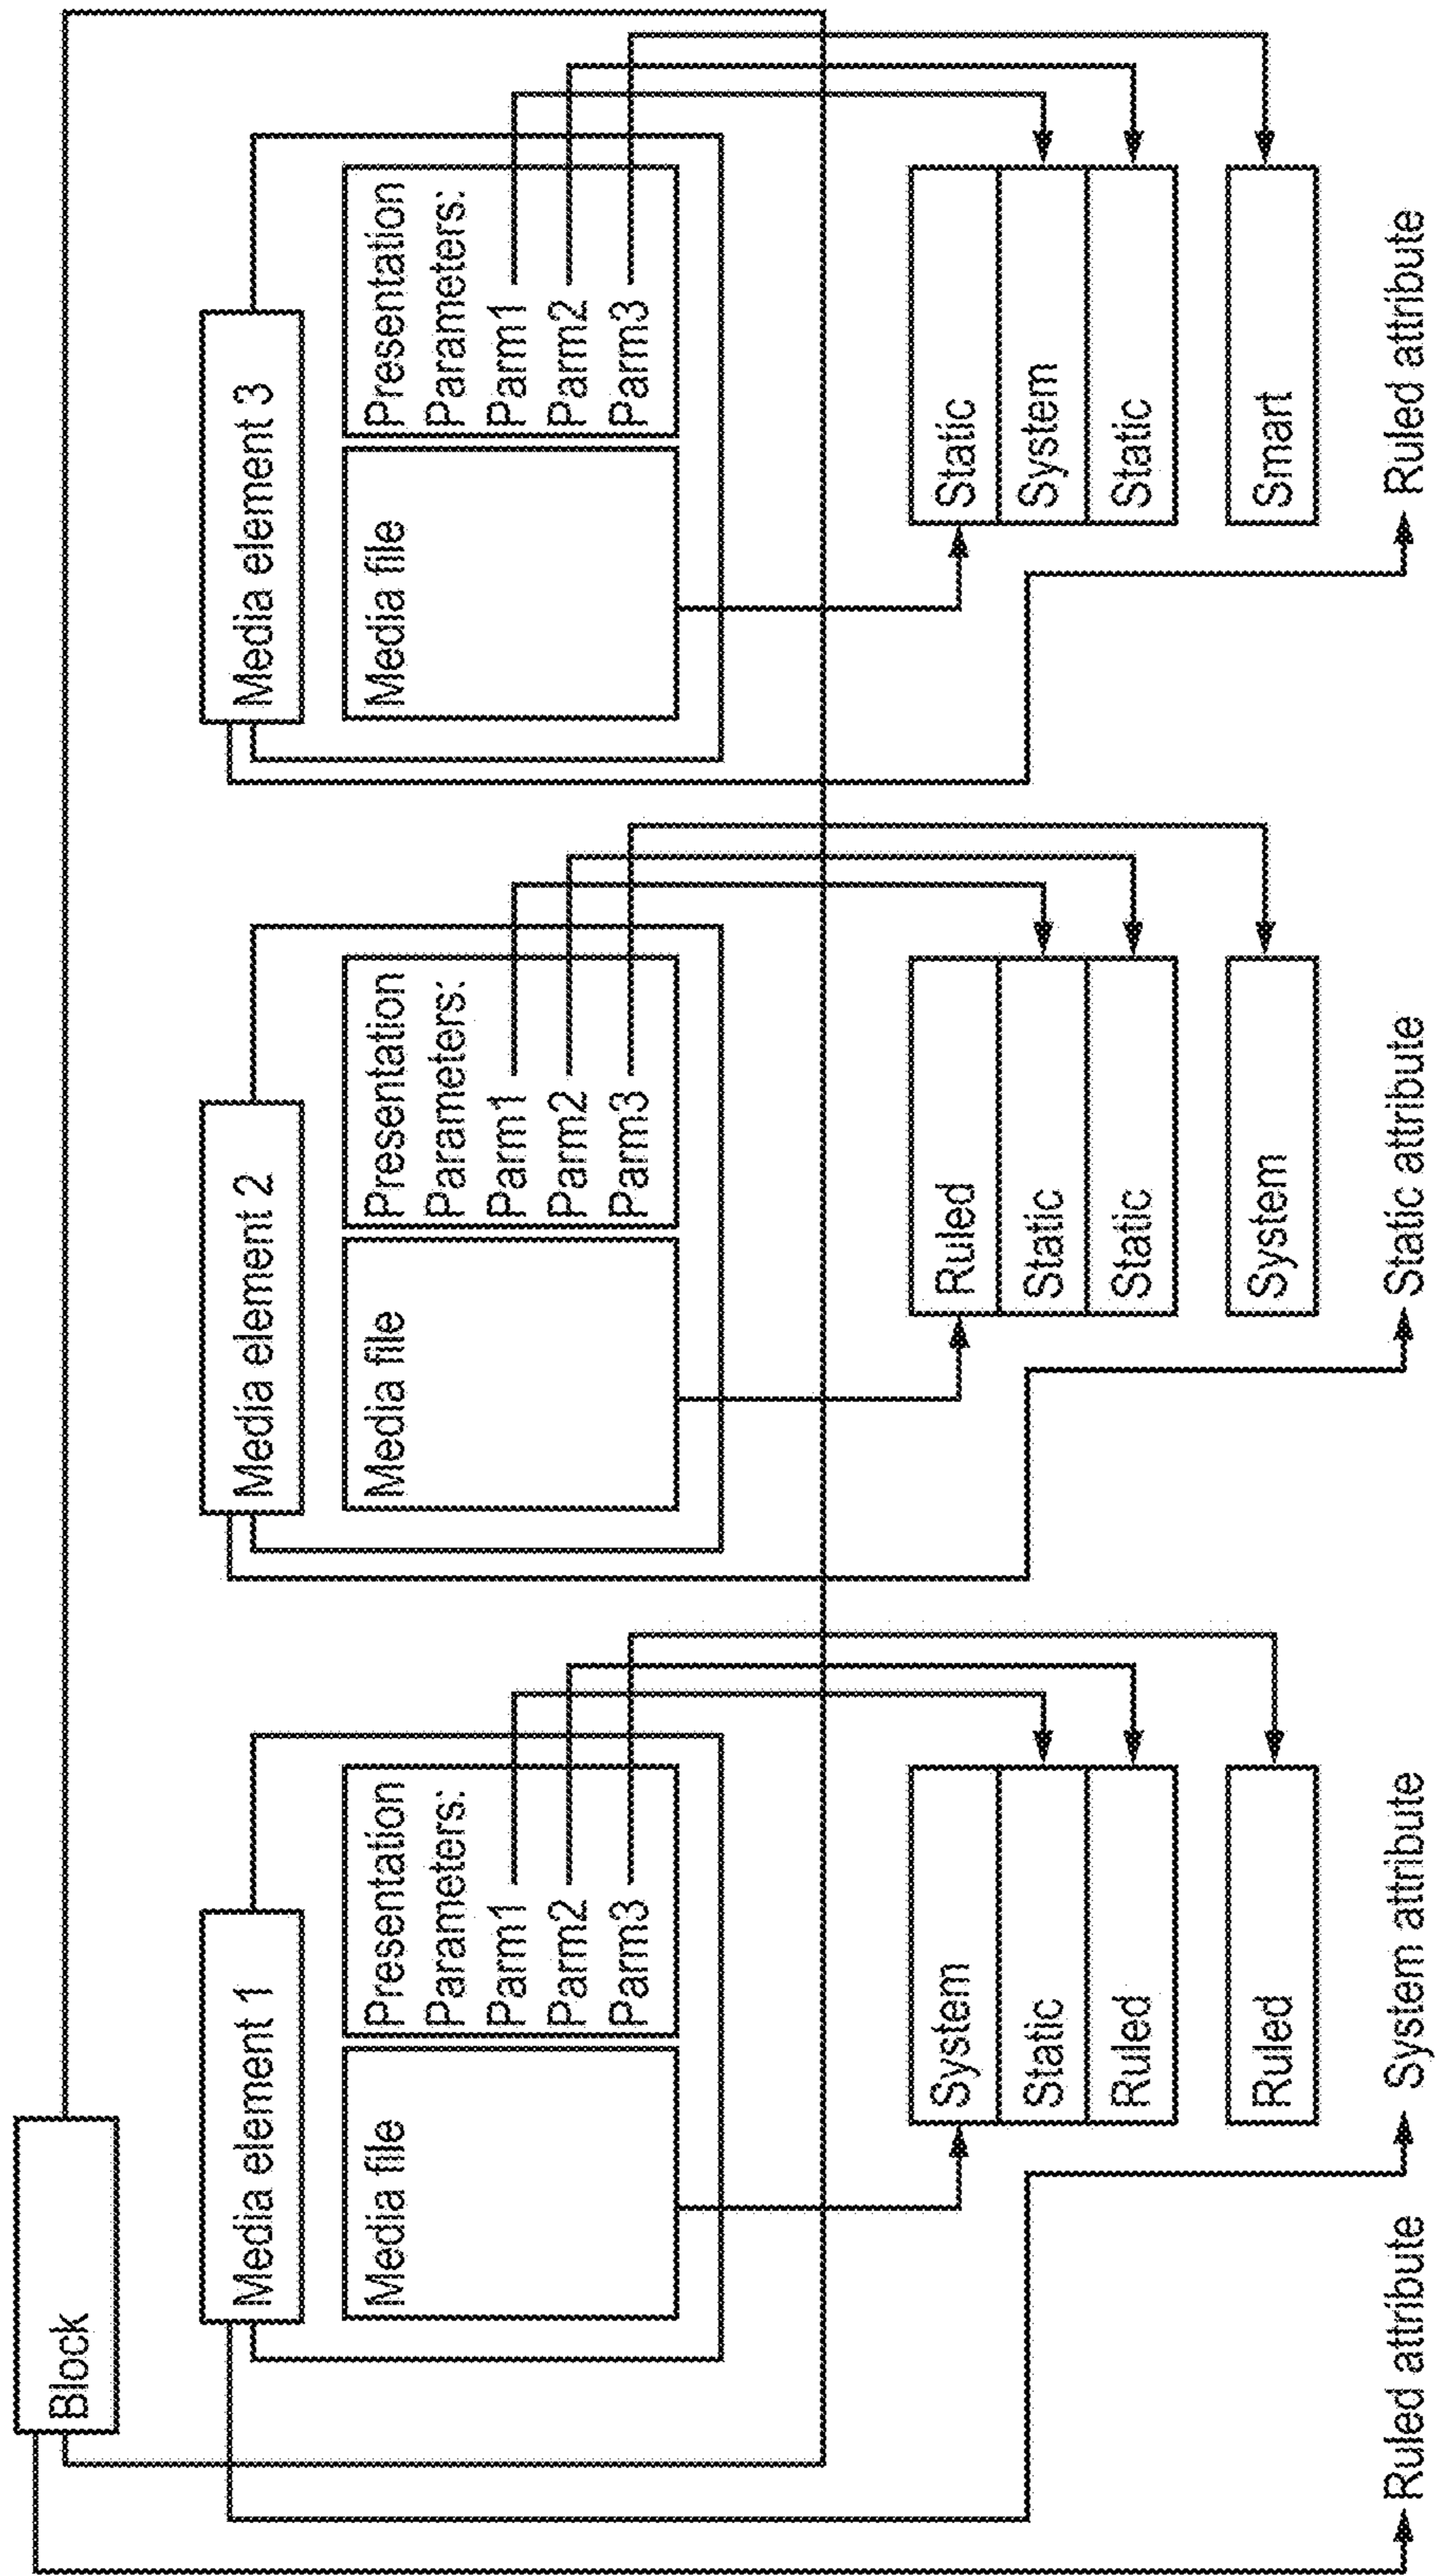 Block
Media element 1
Media file
Presentation
Parameters:
Parm1
Parm2
Parm3
System
Static
Ruled
Ruled
Media element 2
Media file
Presentation
Parameters:
Parm1
Parm2
Parm3
Ruled
Static
Static
System
Media element 3
Media file
Presentation
Parameters:
Parm1
Parm2
Parm3
Static
System
Static
Smart
Ruled attribute
System attribute
Static attribute
Ruled attribute